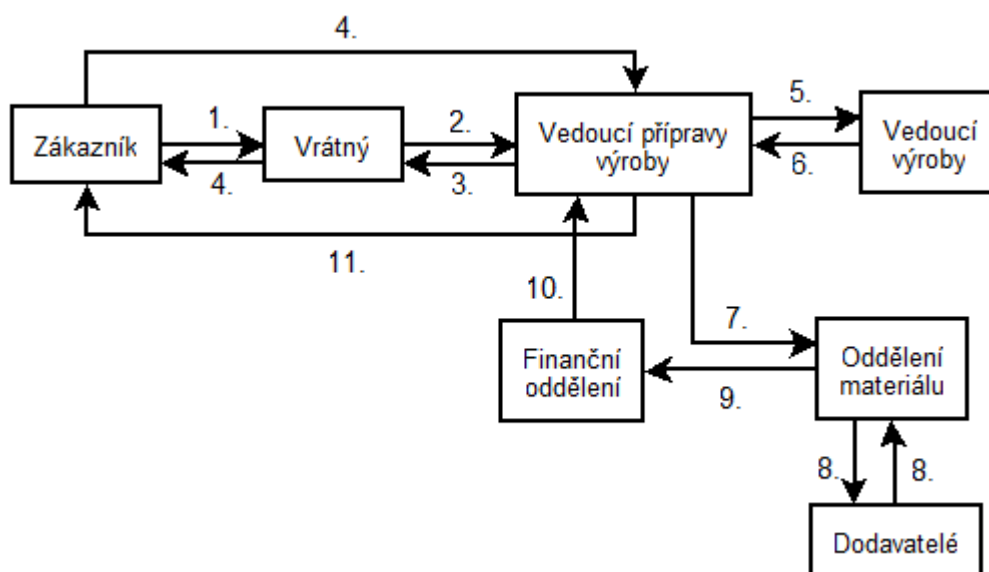 4.
Zákazník
1.
4.
Vrátný
2.
3.
Vedoucí přípravy
výroby
5.
6.
Vedoucí
výroby
11.
10.
7.
Finanční
oddělení
9.
Oddělení
materiálu
8.
8.
Dodavatelé